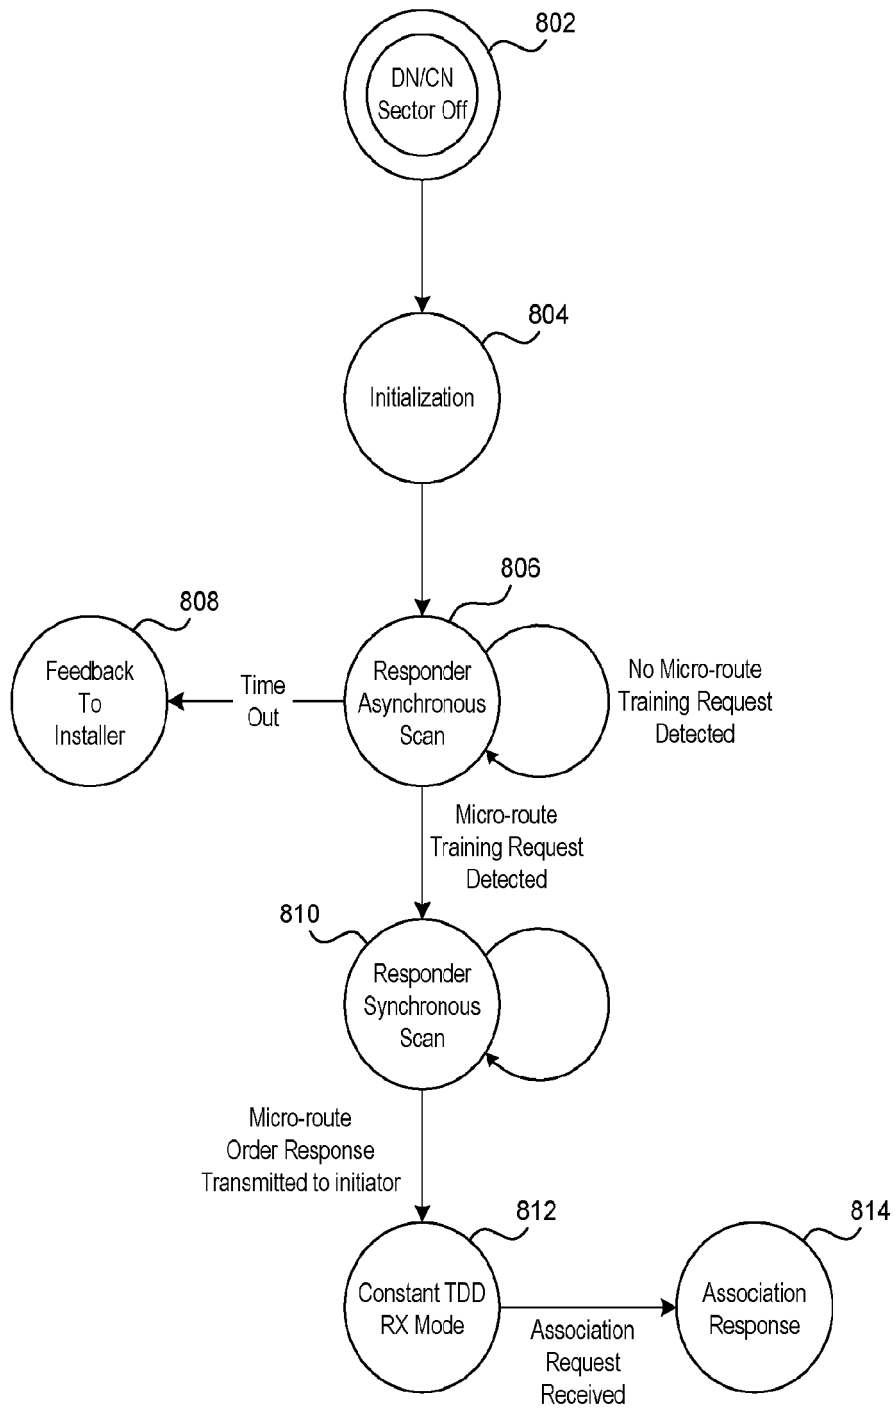 802
DN/CN
Sector Off
804
Initialization
806
808
Feedback
To
Installer
Time
Out
Responder
Asynchronous
Scan
No Micro-route
Training Request
Detected
Micro-route
Training Request
Detected
810
Responder
Synchronous
Scan
Micro-route
Order Response
Transmitted to initiator
812
814
Constant TDD
RX Mode
Association
Request
Received
Association
Response